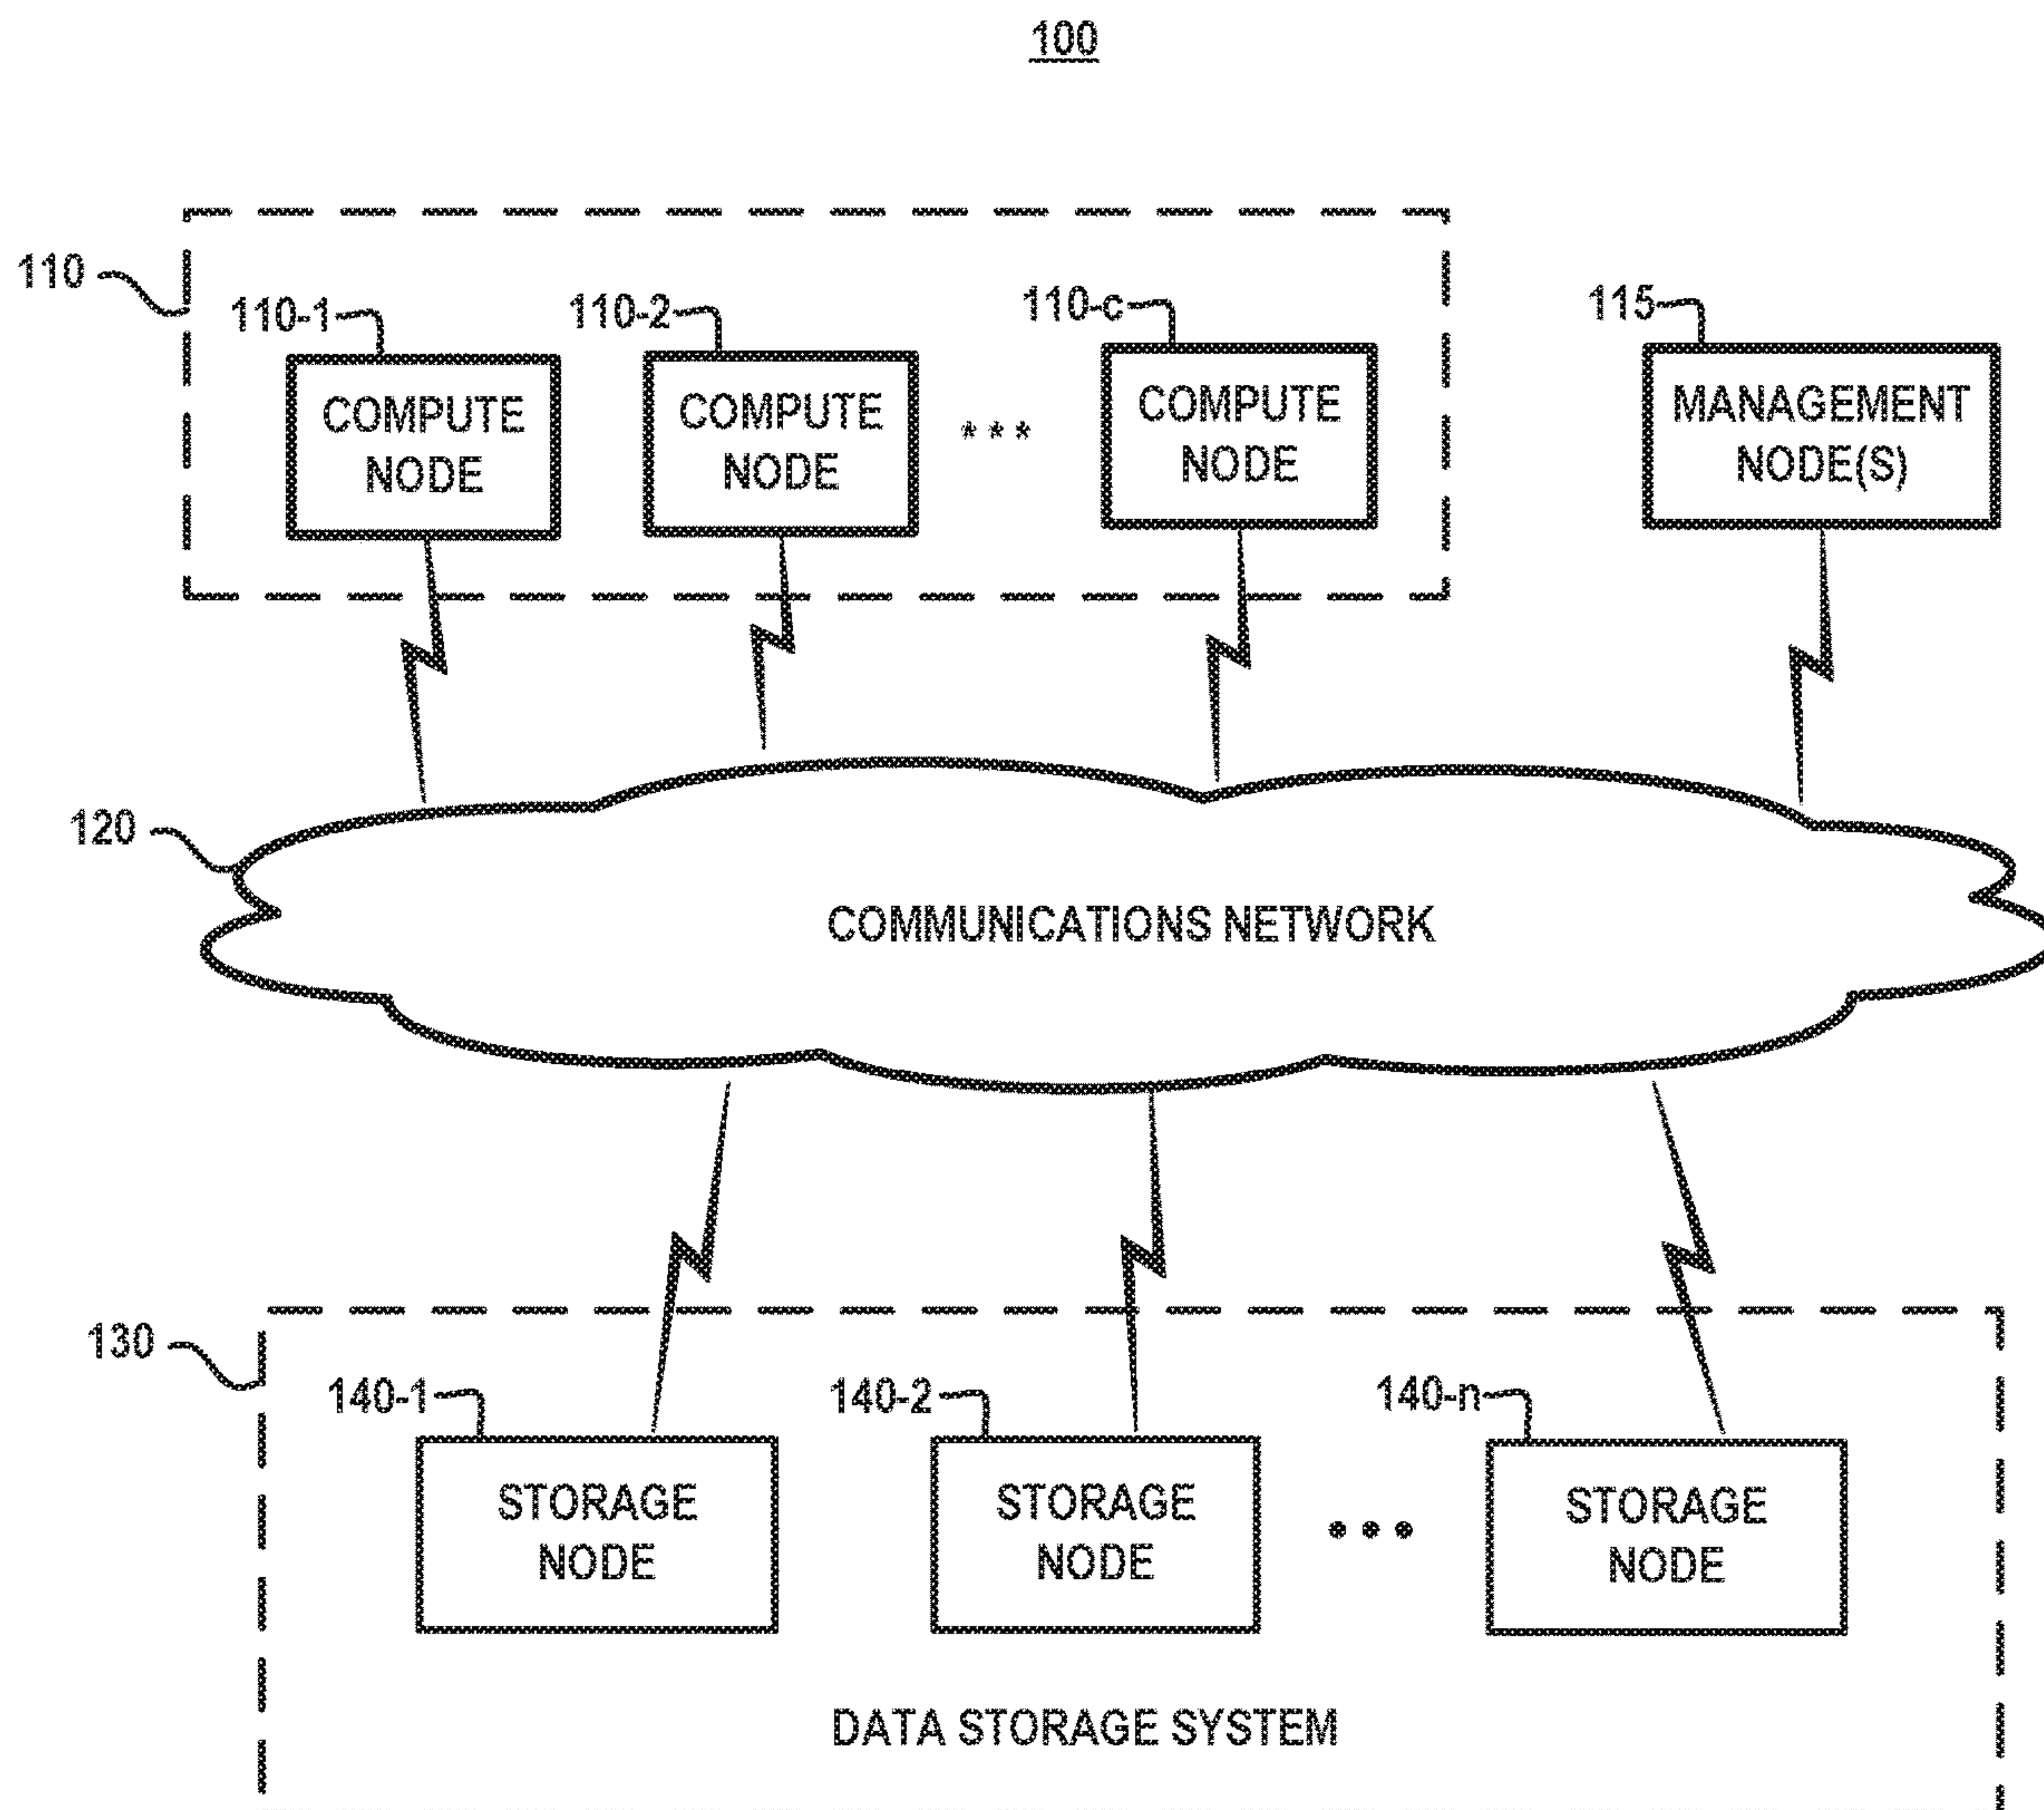 100
110
110-1
110-2
110-c
115
COMPUTE
NODE
COMPUTE
NODE
***
COMPUTE
NODE
MANAGEMENT
NODE(S)
120
COMMUNICATIONS NETWORK
130
140-1
140-2
140-n
STORAGE
NODE
STORAGE
NODE
•••
STORAGE
NODE
DATA STORAGE SYSTEM